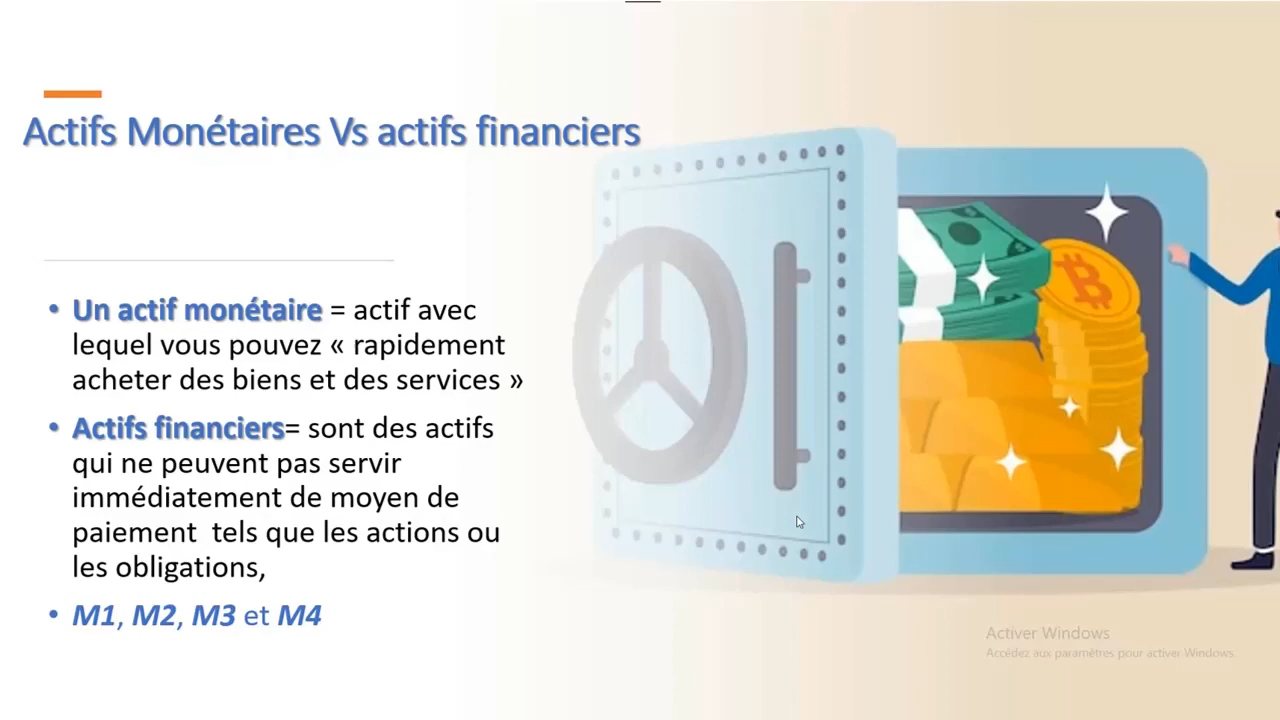 Actifs Monétaires Vs actifs financiers
• Un actif monétaire = actif avec
lequel vous pouvez « rapidement
acheter des biens et des services »
• Actifs financiers= sont des actifs
qui ne peuvent pas servir
immédiatement de moyen de
paiement  tels que les actions ou
les obligations,
• M1, M2, M3 et M4
Activer Windows
Accédez aux paramètres pour activer Windows.